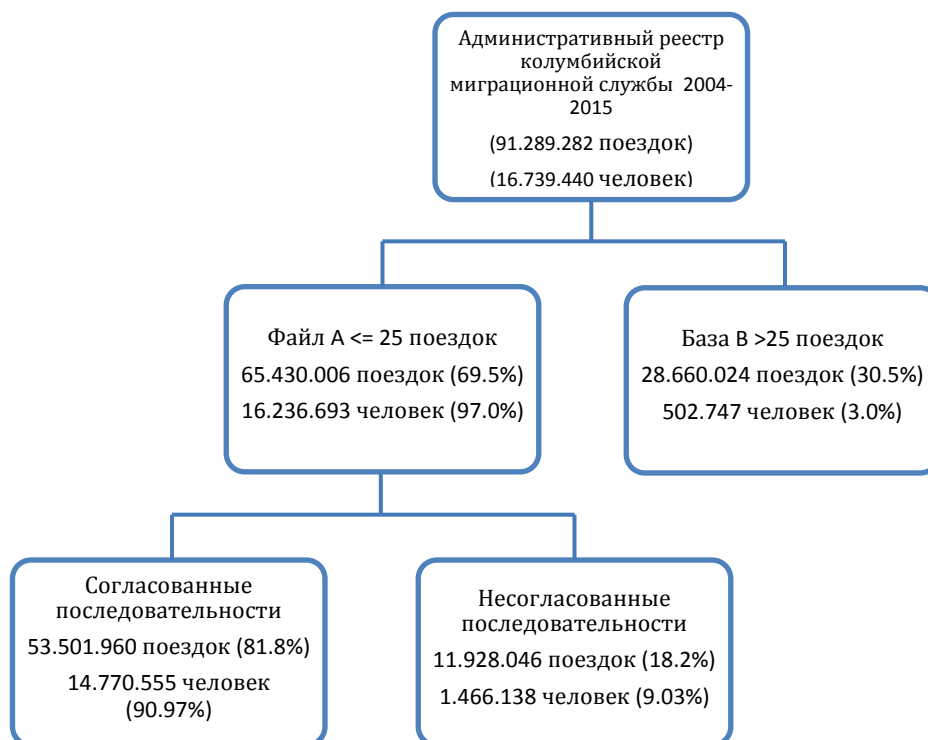 Административный реестр
колумбийской
миграционной службы 2004-
2015
(91.289.282 поездок)
(16.739.440 человек)
Файл А <= 25 поездок
65.430.006 поездок (69.5%)
16.236.693 человек (97.0%)
База В >25 поездок
28.660.024 поездок (30.5%)
502.747 человек (3.0%)
Согласованные
последовательности
53.501.960 поездок (81.8%)
14.770.555 человек
(90.97%)
Несогласованные
последовательности
11.928.046 поездок (18.2%)
1.466.138 человек (9.03%)